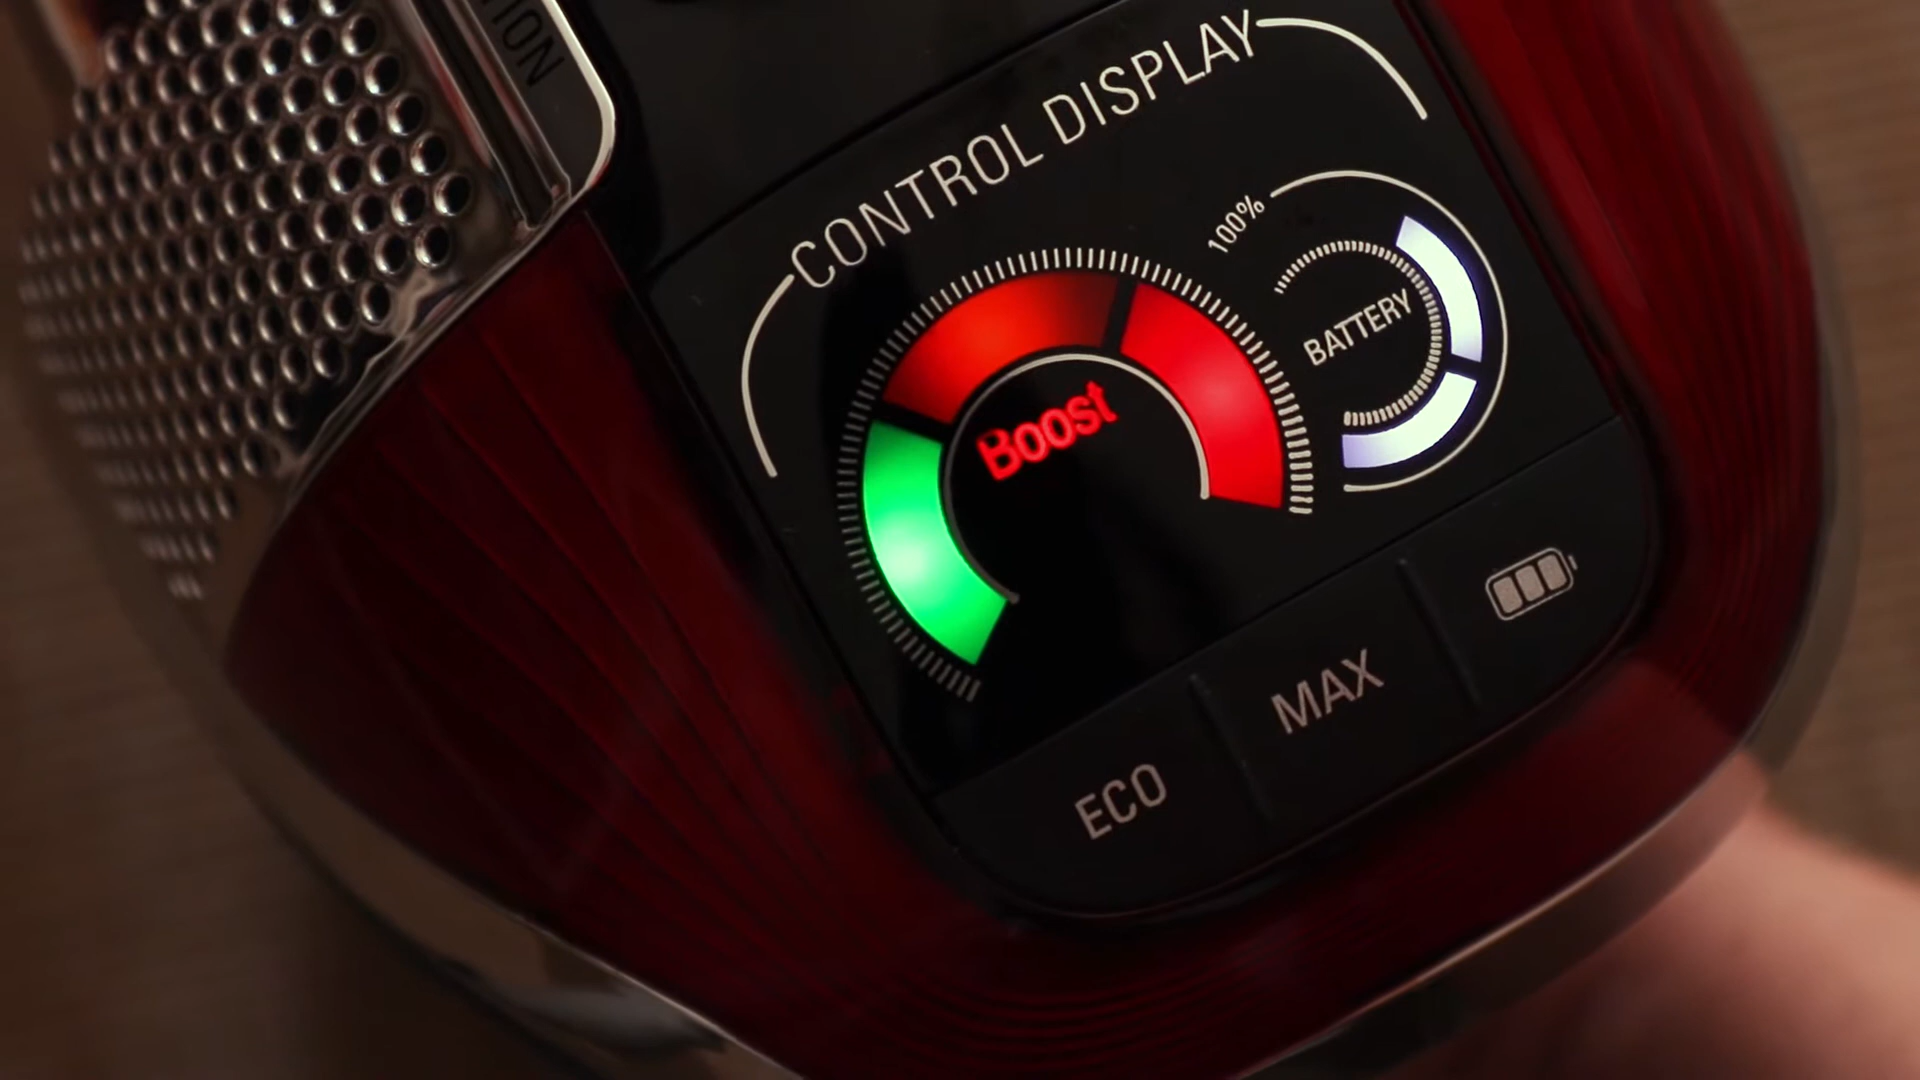 CONTROL DISPLAY
100%
BATTERY
Boost
ECO
MAX